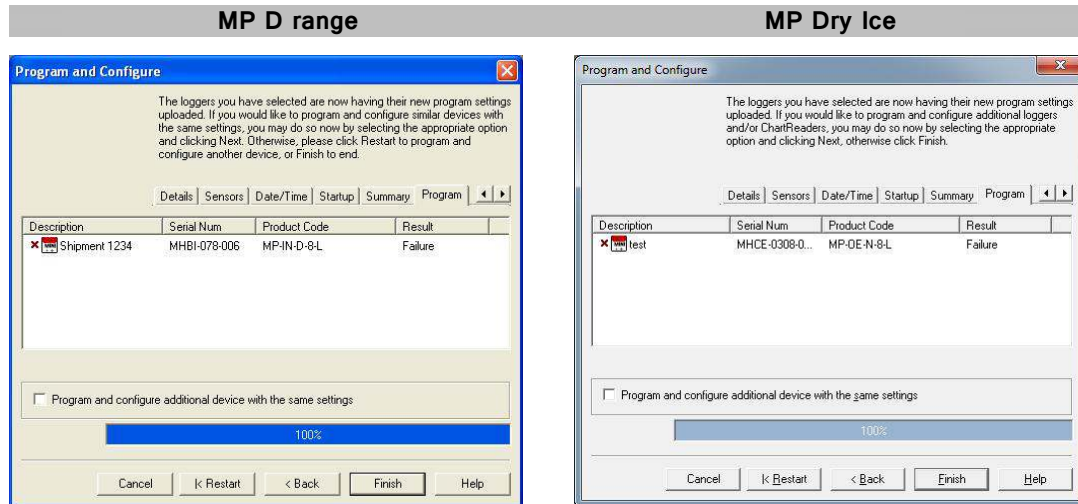 MP D range
MP Dry Ice
Program and Configure
The loggers you have selected are now having their new program settings
uploaded. If you would like to program and configure similar devices with
the same settings, you may do so now by selecting the appropriate option
and clicking Next. Otherwise, please click Restart to program and
configure another device, or Finish to end.
Details Sensors Date/Time Startup Summary Program
Description Serial Num Product Code Result
Shipment 1234 MHBI-078-006 MP-IN-D-8-L Failure
Program and configure additional device with the same settings
100%
Cancel |< Restart < Back Finish Help
Program and Configure
The loggers you have selected are now having their new program settings
uploaded. If you would like to program and configure additional loggers
and/or ChartReaders, you may do so now by selecting the appropriate
option and clicking Next, otherwise click Finish.
Details Sensors Date/Time Startup Summary Program
Description Serial Num Product Code Result
test MHCE-0308-0... MP-OE-N-8-L Failure
Program and configure additional device with the same settings
100%
Cancel |< Restart < Back Finish Help